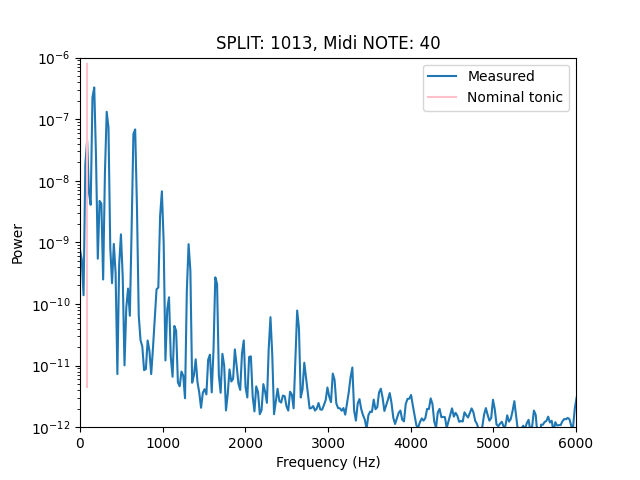 SPLIT: 1013, Midi NOTE: 40
Measured
Nominal tonic
Power
10⁻⁶
10⁻⁷
10⁻⁸
10⁻⁹
10⁻¹⁰
10⁻¹¹
10⁻¹²
0 1000 2000 3000 4000 5000 6000
Frequency (Hz)